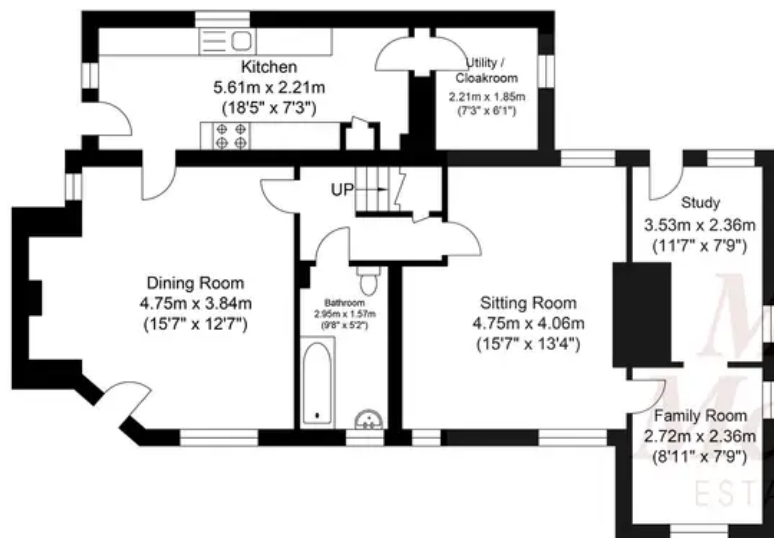 Kitchen
5.61m x 2.21m
(18'5" x 7'3")
Utility /
Cloakroom
2.21m x 1.85m
(7'3" x 6'1")
UP
Study
3.53m x 2.36m
(11'7" x 7'9")
Dining Room
4.75m x 3.84m
(15'7" x 12'7")
Bathroom
2.95m x 1.57m
(9'8" x 5'2")
Sitting Room
4.75m x 4.06m
(15'7" x 13'4")
Family Room
2.72m x 2.36m
(8'11" x 7'9")